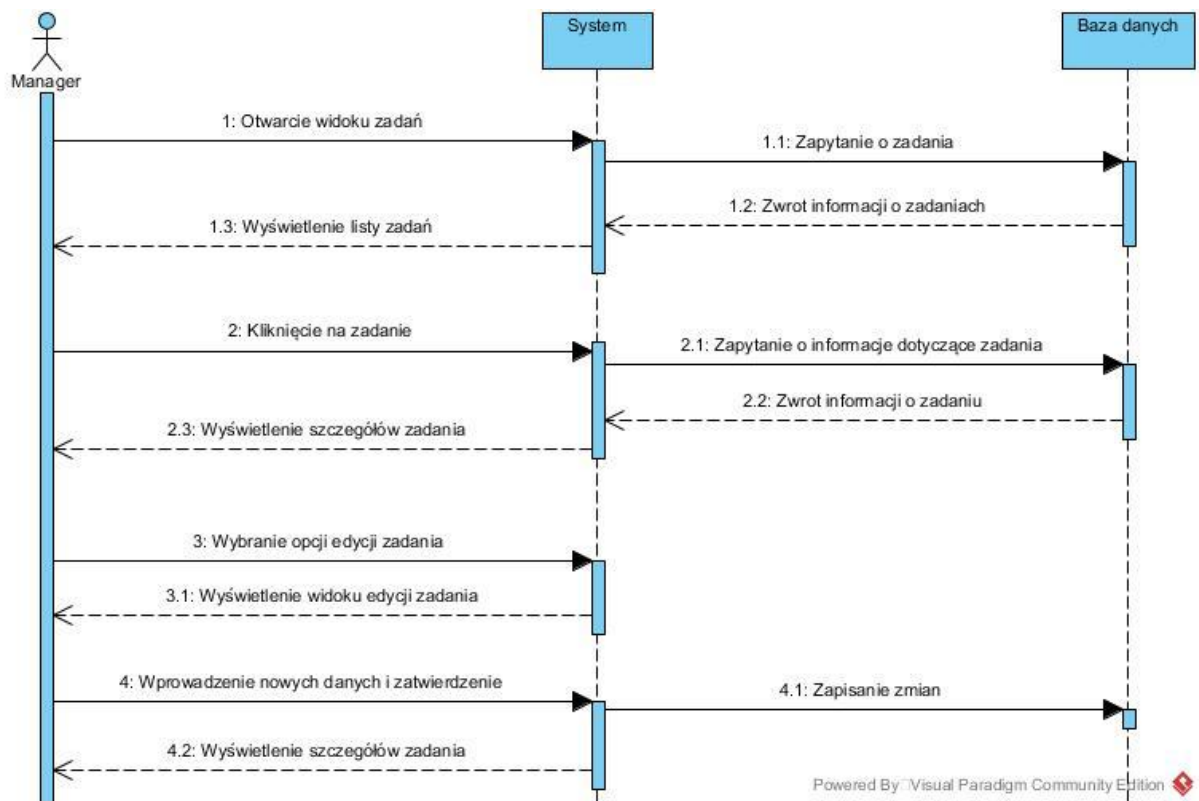 System
Baza danych
Manager
1: Otwarcie widoku zadań
1.1: Zapytanie o zadania
1.2: Zwrot informacji o zadaniach
1.3: Wyświetlenie listy zadań
2: Kliknięcie na zadanie
2.1: Zapytanie o informacje dotyczące zadania
2.2: Zwrot informacji o zadaniu
2.3: Wyświetlenie szczegółów zadania
3: Wybranie opcji edycji zadania
3.1: Wyświetlenie widoku edycji zadania
4: Wprowadzenie nowych danych i zatwierdzenie
4.1: Zapisanie zmian
4.2: Wyświetlenie szczegółów zadania
Powered By Visual Paradigm Community Edition